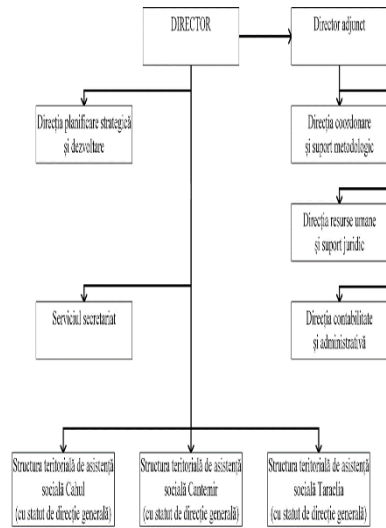 DIRECTOR
Director adjunct
Direcția planificare strategică
și dezvoltare
Direcția coordonare
și suport metodologic
Direcția resurse umane
și suport juridic
Serviciul secretariat
Direcția contabilitate
și administrativă
Structura teritorială de asistență
socială Cahul
(cu statut de direcție generală)
Structura teritorială de asistență
socială Cantemir
(cu statut de direcție generală)
Structura teritorială de asistență
socială Taraclia
(cu statut de direcție generală)